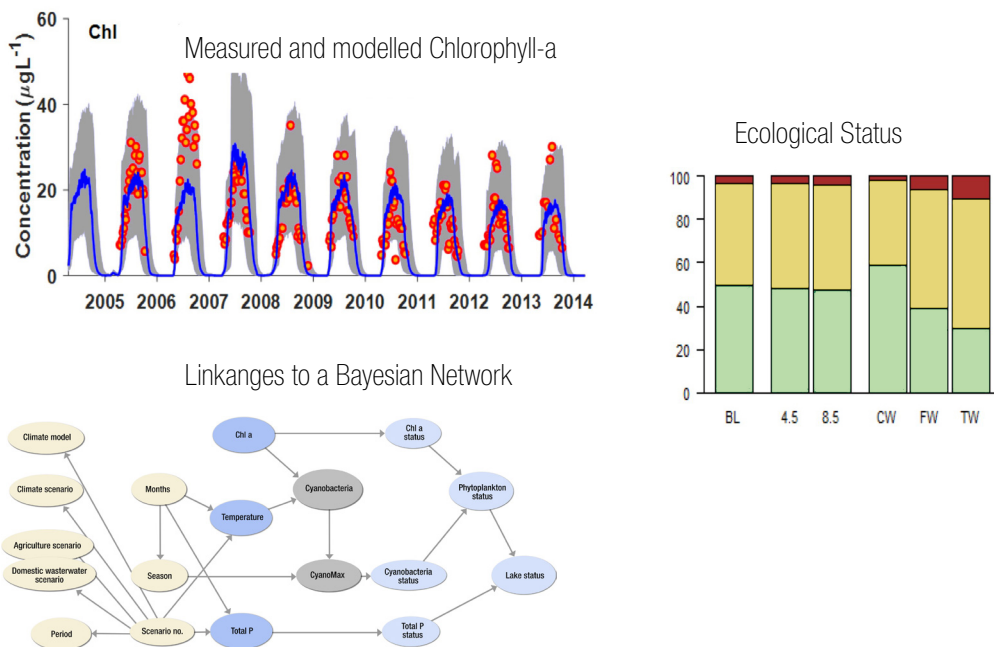 60
Chl
Measured and modelled Chlorophyll-a
40
20
0
Concentration (μgL⁻¹)
2005 2006 2007 2008 2009 2010 2011 2012 2013 2014
Ecological Status
100
80
60
40
20
0
BL 4.5 8.5 CW FW TW
Linkanges to a Bayesian Network
Climate model
Chl a
Chl a
status
Climate scenario
Months
Cyanobacteria
Phytoplankton
status
Temperature
Agriculture scenario
Domestic wasterwater
scenario
Season
CyanoMax
Cyanobacteria
status
Lake status
Period
Scenario no.
Total P
Total P
status